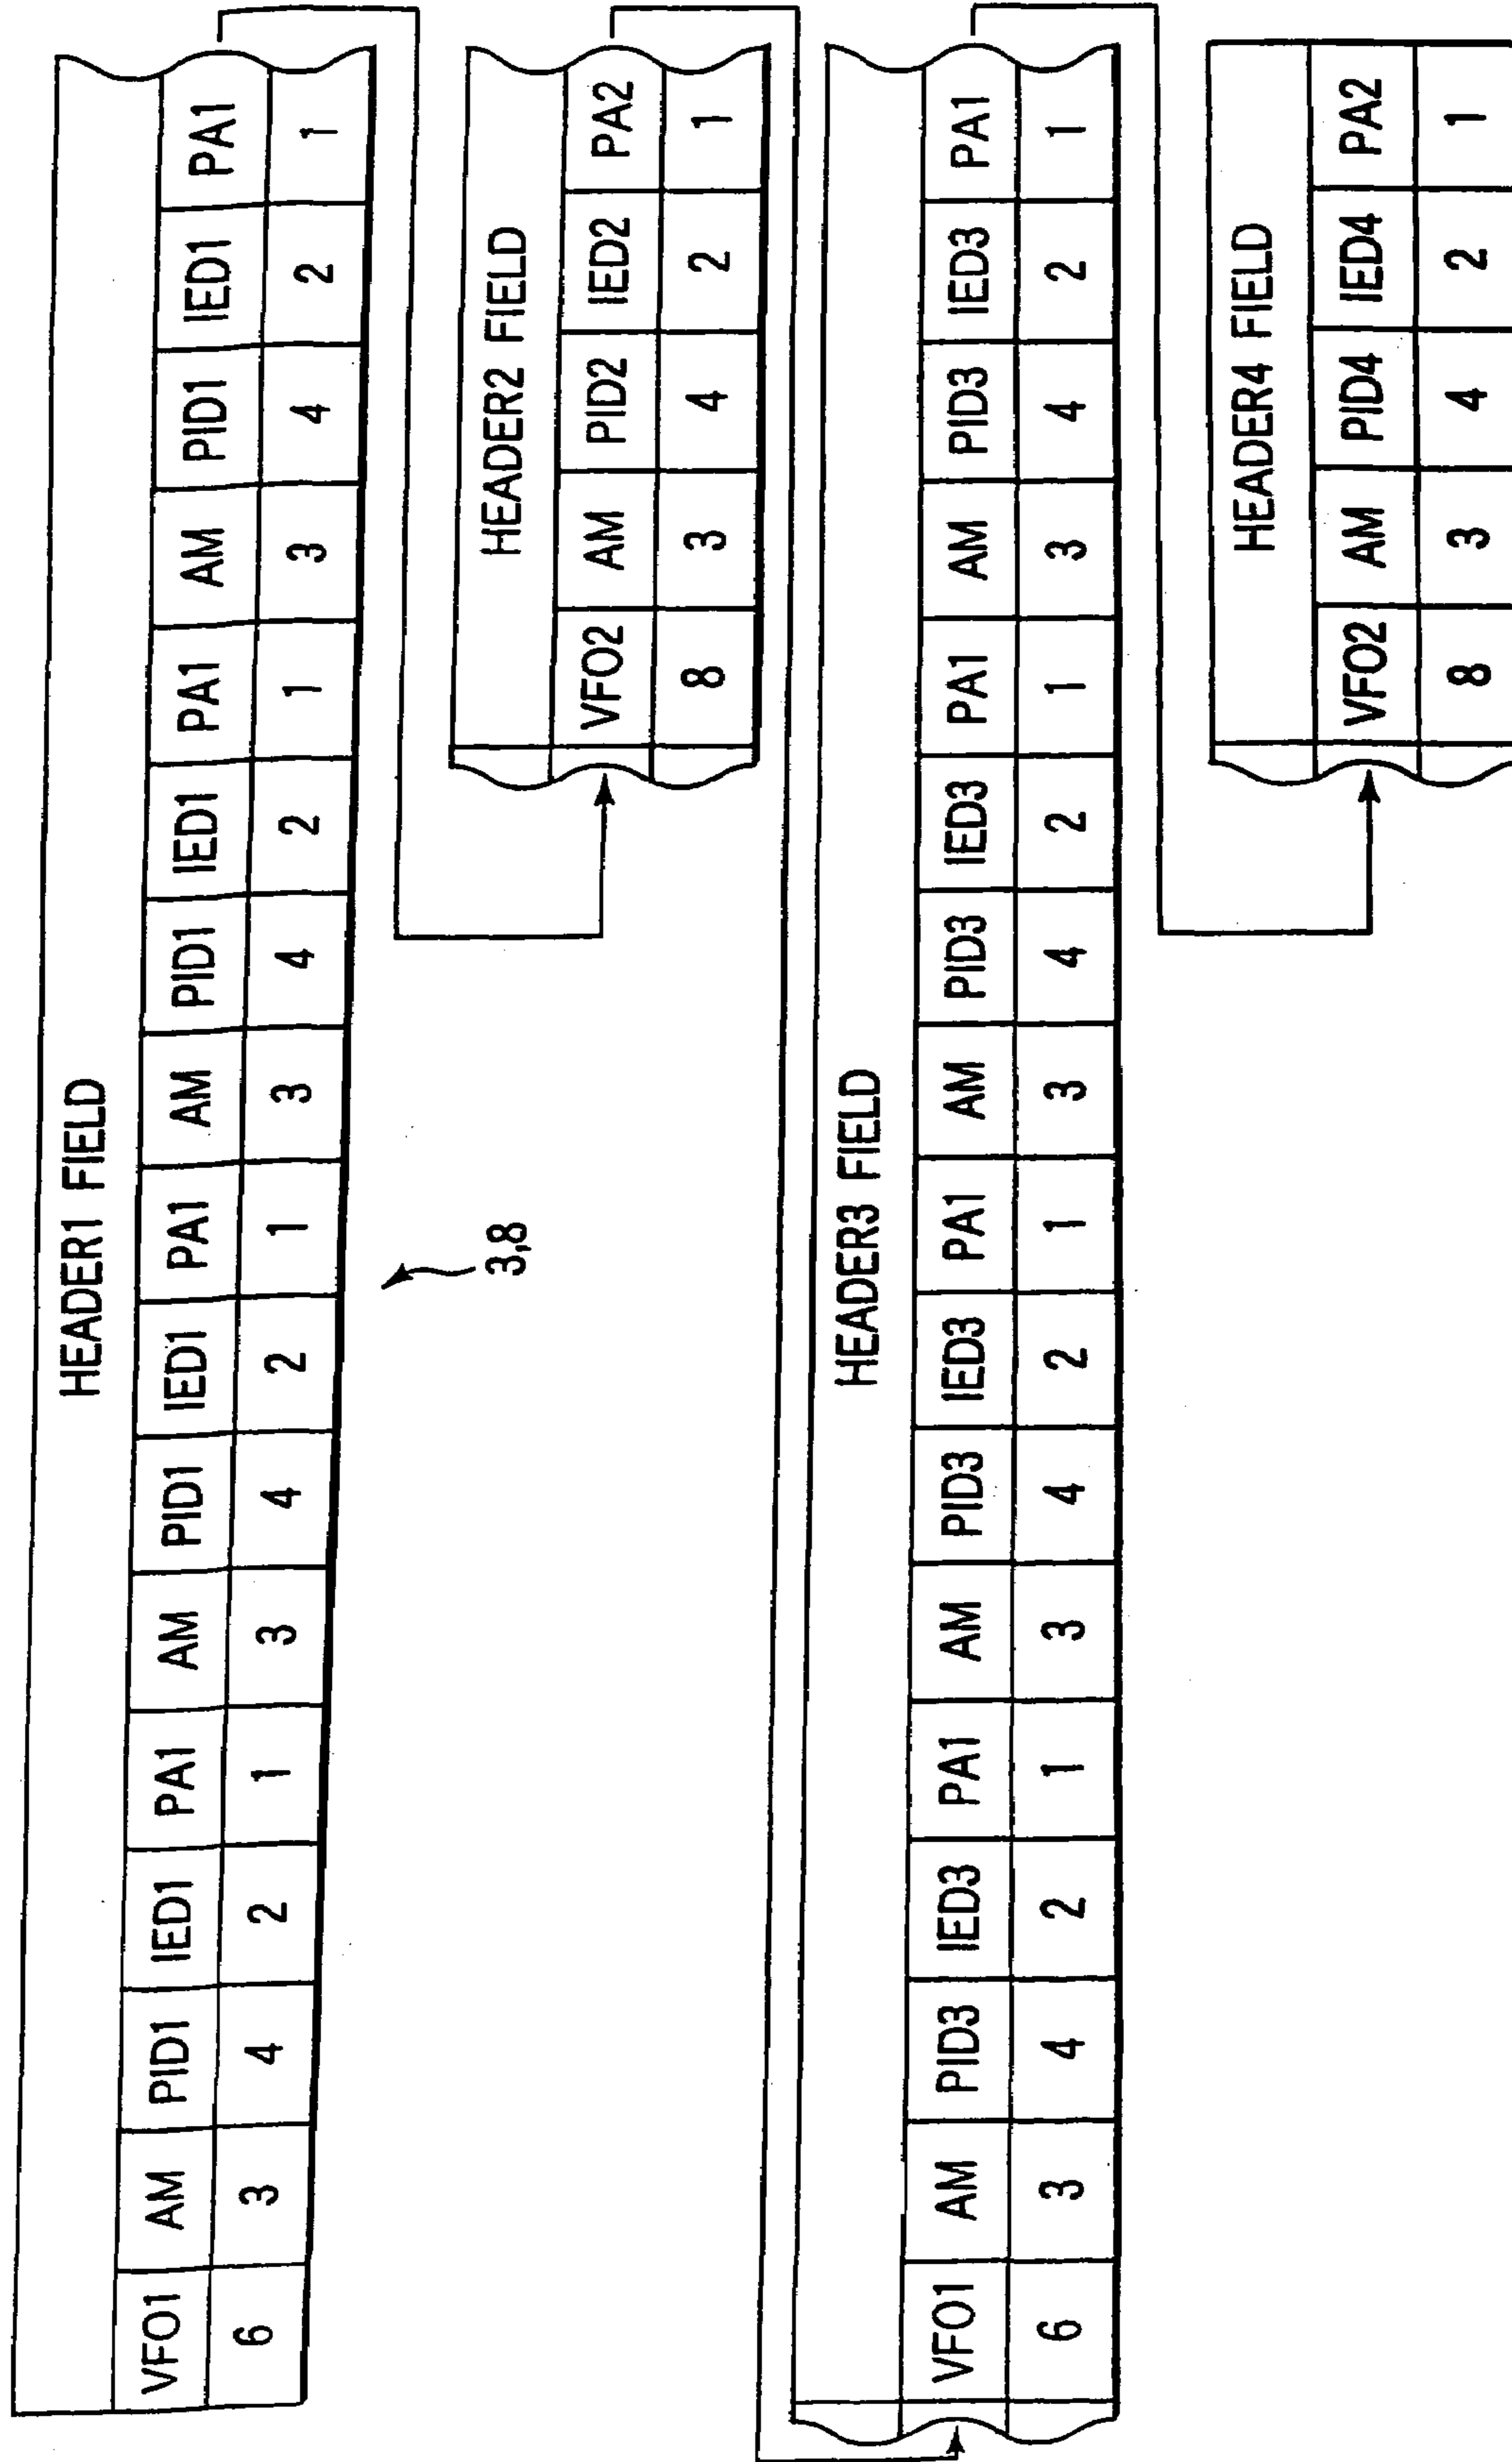 HEADER1 FIELD
VFO1 AM PID1 IED1 PA1 AM PID1 IED1 PA1 AM PID1 IED1 PA1 AM PID1 IED1 PA1
6 3 4 2 1 3 4 2 1 3 4 2 1 3 4 2 1
3,8
HEADER2 FIELD
VFO2 AM PID2 IED2 PA2
8 3 4 2 1
HEADER3 FIELD
VFO1 AM PID3 IED3 PA1 AM PID3 IED3 PA1 AM PID3 IED3 PA1 AM PID3 IED3 PA1
6 3 4 2 1 3 4 2 1 3 4 2 1 3 4 2 1
HEADER4 FIELD
VFO2 AM PID4 IED4 PA2
8 3 4 2 1